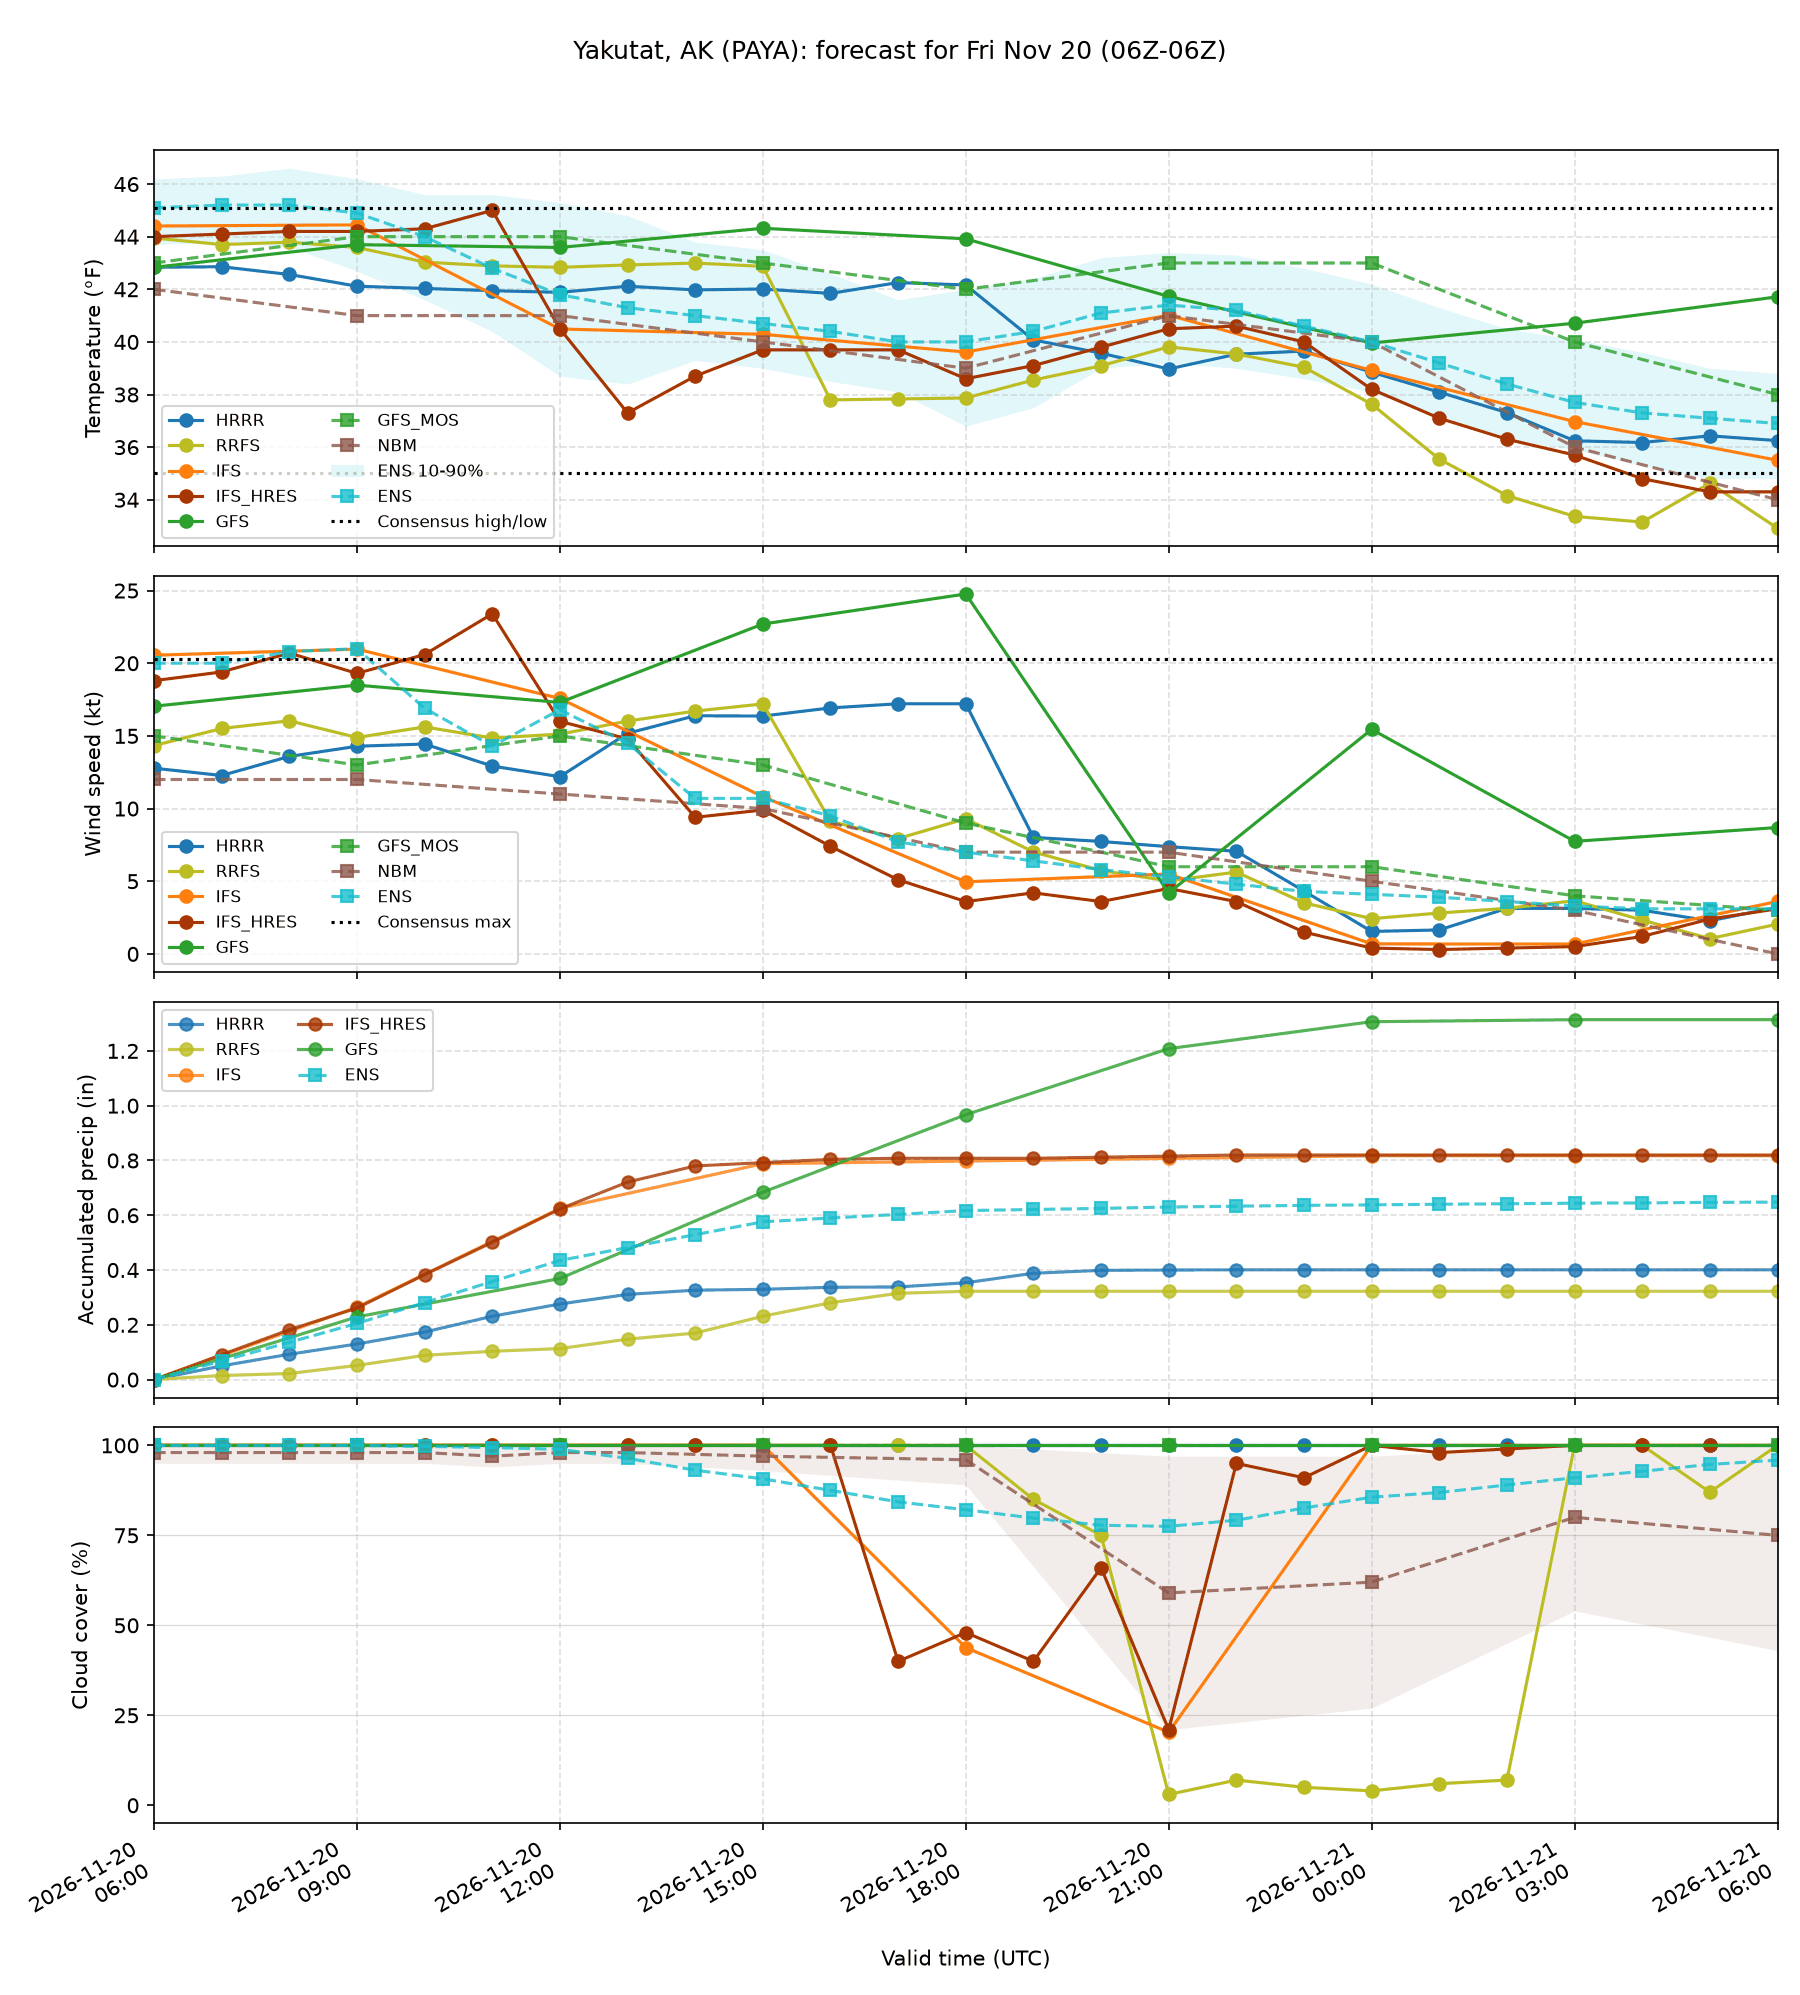 Yakutat, AK (PAYA): forecast for Fri Nov 20 (06Z-06Z)
Temperature (°F)
46
44
42
40
38
36
34
HRRR
RRFS
IFS
IFS_HRES
GFS
GFS_MOS
NBM
ENS 10-90%
ENS
Consensus high/low
Wind speed (kt)
25
20
15
10
5
0
HRRR
RRFS
IFS
IFS_HRES
GFS
GFS_MOS
NBM
ENS
Consensus max
Accumulated precip (in)
1.2
1.0
0.8
0.6
0.4
0.2
0.0
HRRR
RRFS
IFS
IFS_HRES
GFS
ENS
Cloud cover (%)
100
75
50
25
0
2026-11-20
06:00
2026-11-20
09:00
2026-11-20
12:00
2026-11-20
15:00
2026-11-20
18:00
2026-11-20
21:00
2026-11-21
00:00
2026-11-21
03:00
2026-11-21
06:00
Valid time (UTC)